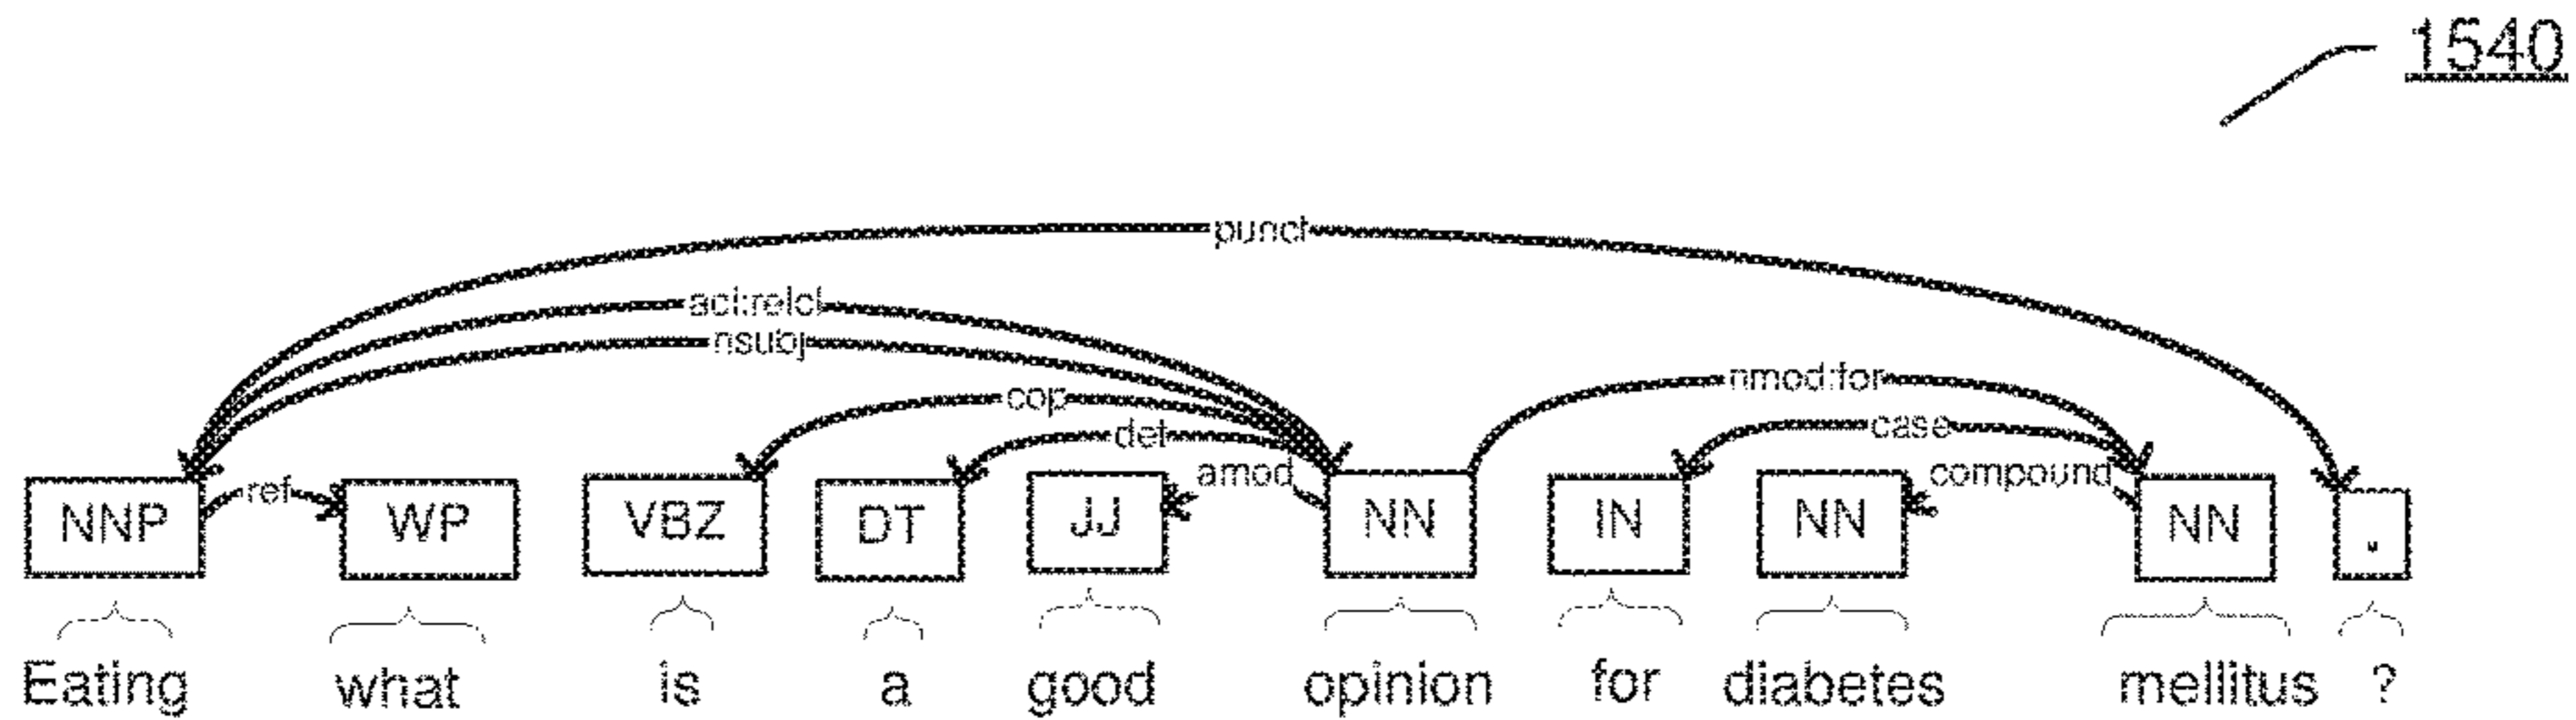 1540
punct
acl:relcl
nsubj
nmod:for
cop
case
det
amod
compound
ref
NNP WP VBZ DT JJ NN IN NN NN .
Eating what is a good opinion for diabetes mellitus ?